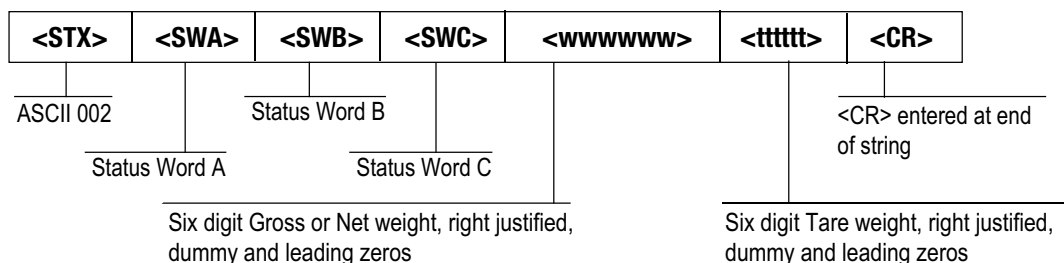 <STX> <SWA> <SWB> <SWC> <wwwwww> <tttttt> <CR>
ASCII 002
Status Word B
<CR> entered at end
of string
Status Word A
Status Word C
Six digit Gross or Net weight, right justified,
dummy and leading zeros
Six digit Tare weight, right justified,
dummy and leading zeros